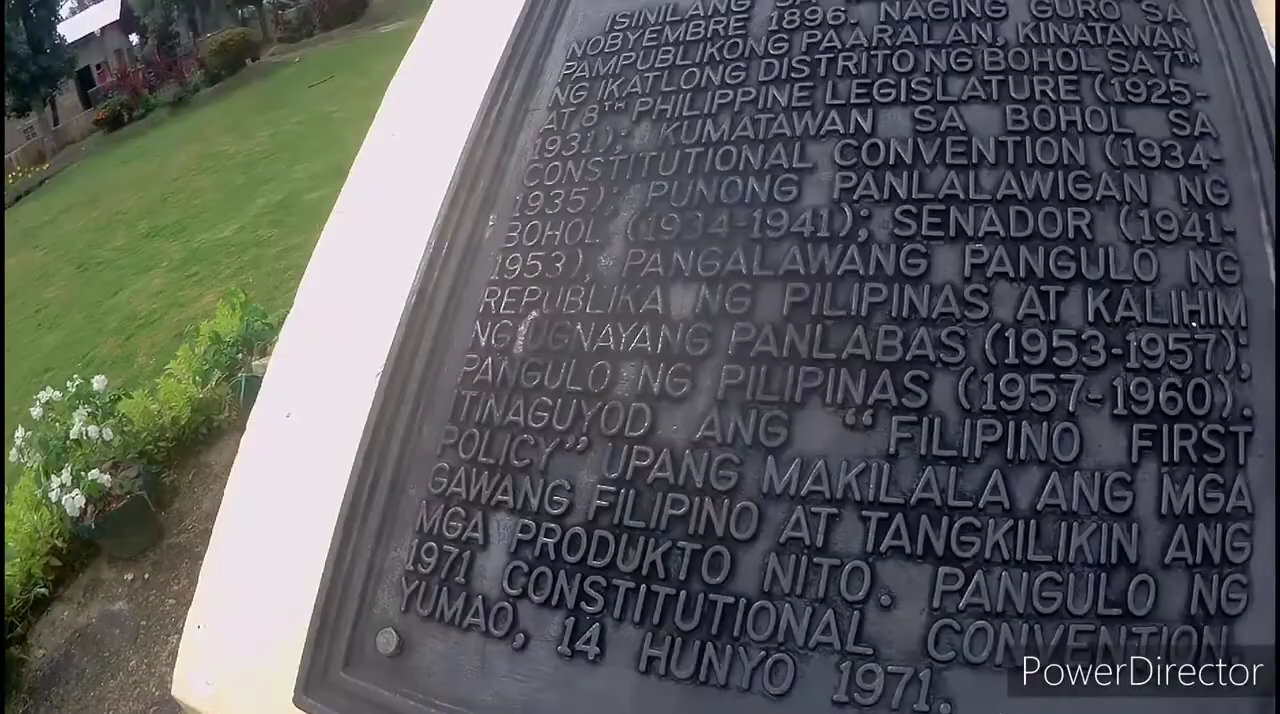 ISINILANG SA
NOBYEMBRE 1896. NAGING GURO SA
PAMPUBLIKONG PAARALAN, KINATAWAN
NG IKATLONG DISTRITO NG BOHOL SA 7TH
AT 8TH PHILIPPINE LEGISLATURE (1925-
1931); KUMATAWAN SA BOHOL SA
CONSTITUTIONAL CONVENTION (1934-
1935); PUNONG PANLALAWIGAN NG
BOHOL (1934-1941); SENADOR (1941-
1953), PANGALAWANG PANGULO NG
REPUBLIKA NG PILIPINAS AT KALIHIM
NG UGNAYANG PANLABAS (1953-1957);
PANGULO NG PILIPINAS (1957-1960).
ITINAGUYOD ANG “FILIPINO FIRST
POLICY” UPANG MAKILALA ANG MGA
GAWANG FILIPINO AT TANGKILIKIN ANG
MGA PRODUKTO NITO. PANGULO NG
1971 CONSTITUTIONAL CONVENTION.
YUMAO, 14 HUNYO 1971.
PowerDirector